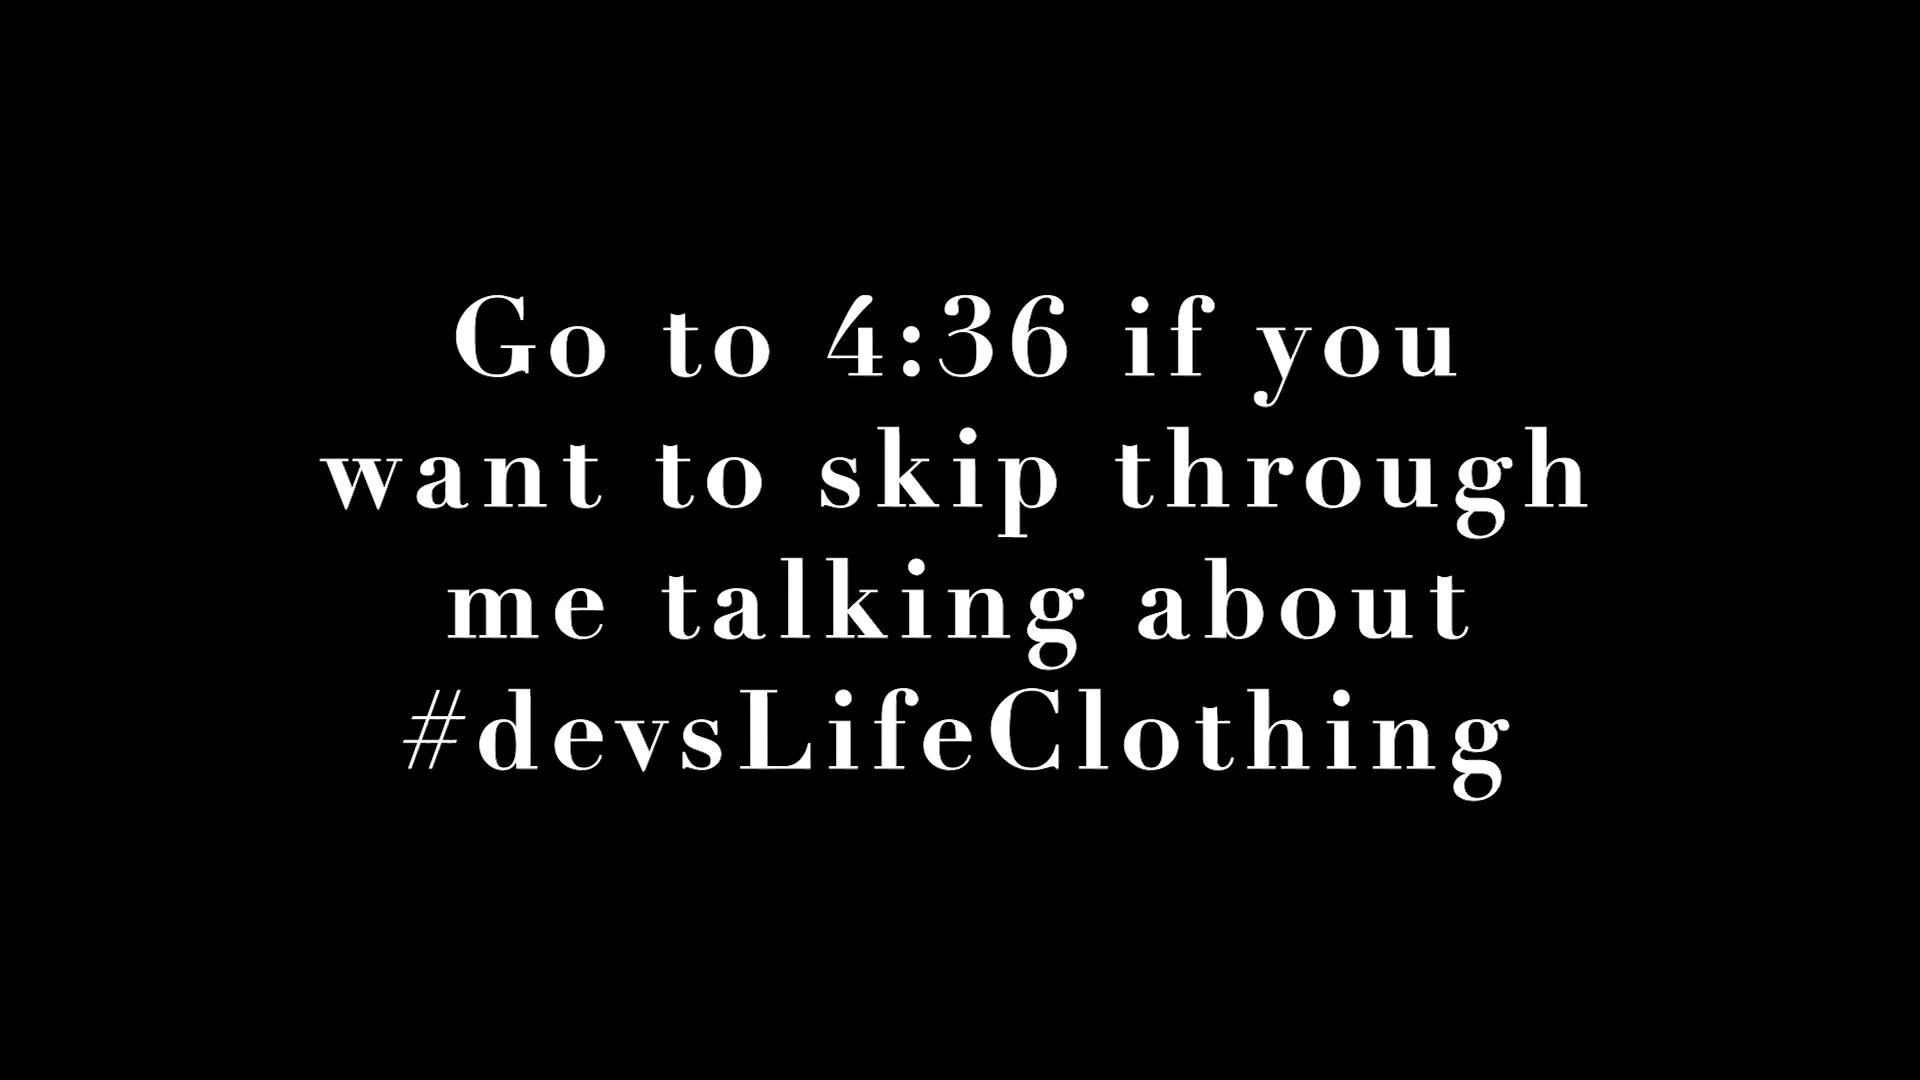 Go to 4:36 if you
want to skip through
me talking about
#devsLifeClothing